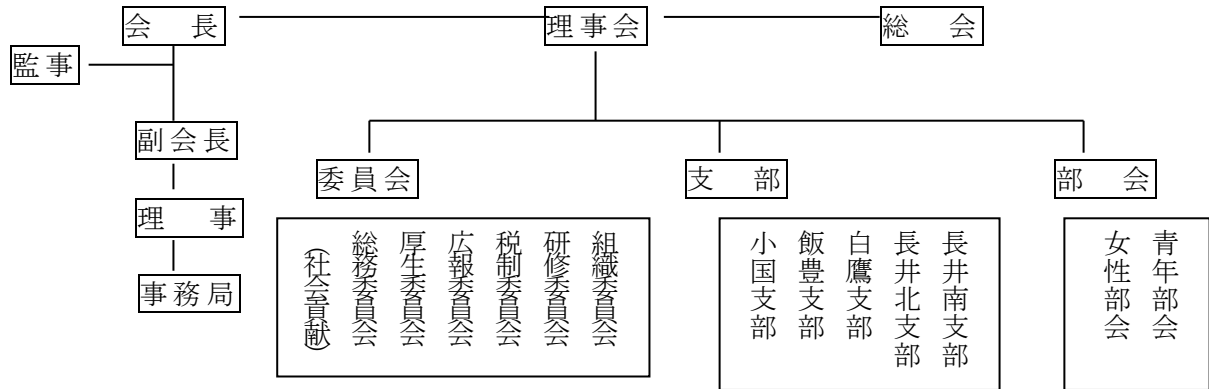 会長
理事会
総会
監事
副会長
委員会
支部
部会
理事
事務局
組織委員会
研修委員会
税制委員会
広報委員会
厚生委員会
総務委員会
(社会貢献)
長井南支部
長井北支部
白鷹支部
飯豊支部
小国支部
青年部会
女性部会